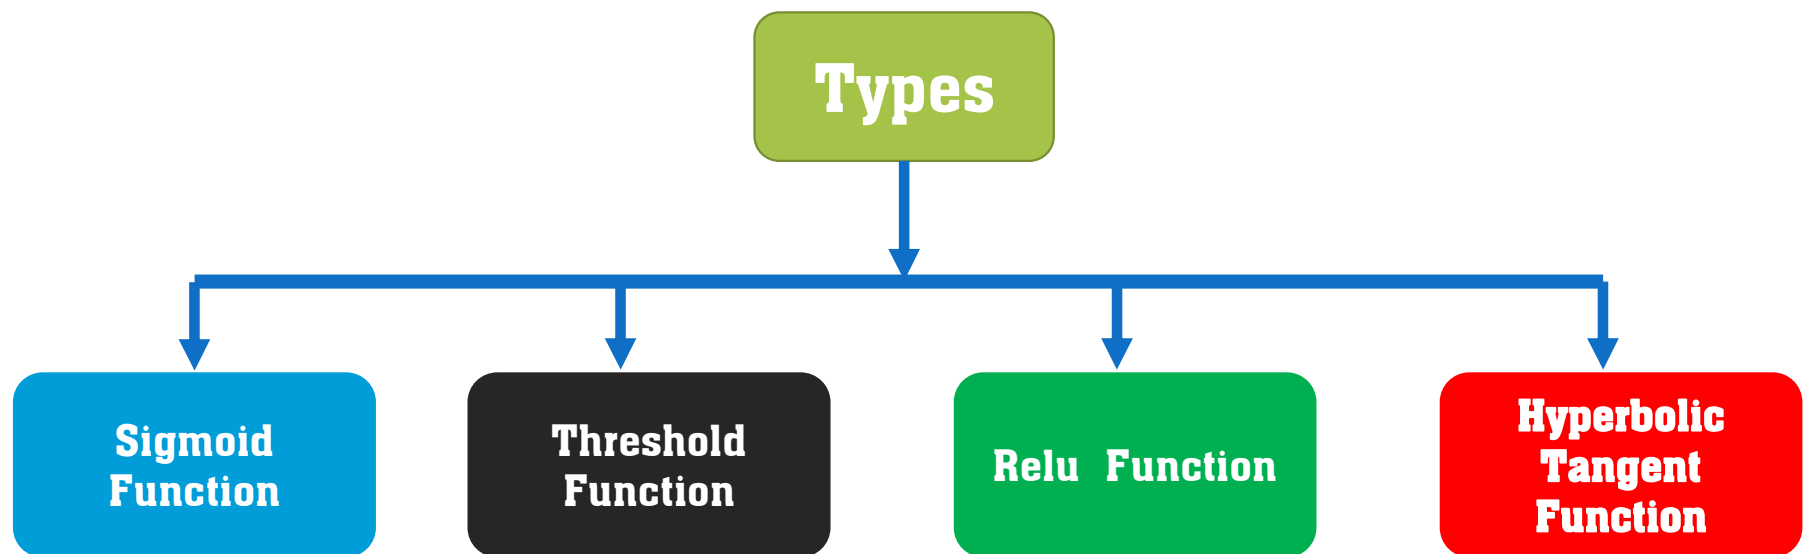 Types
Sigmoid
Function
Threshold
Function
Relu Function
Hyperbolic
Tangent
Function